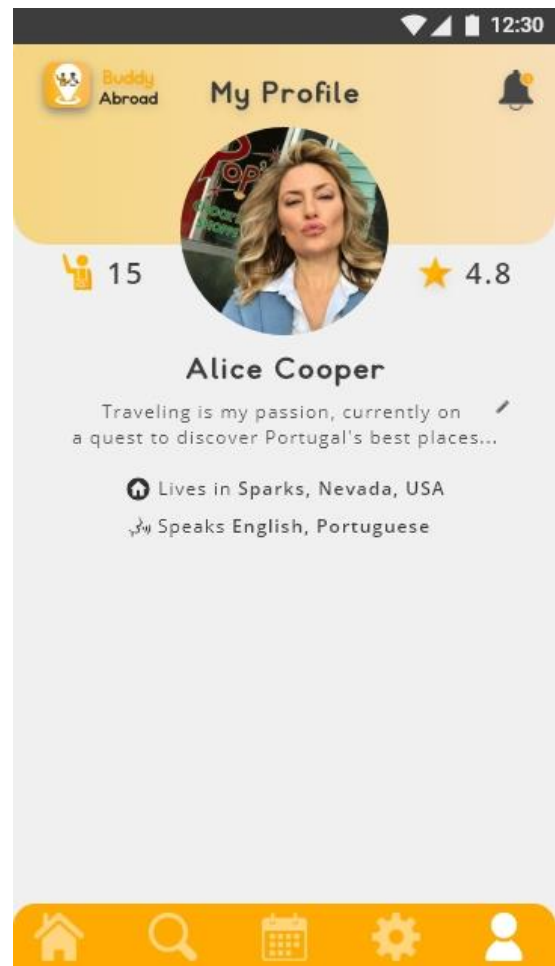 12:30
Buddy
Abroad
My Profile
Pop's
15
4.8
Alice Cooper
Traveling is my passion, currently on
a quest to discover Portugal's best places...
Lives in Sparks, Nevada, USA
Speaks English, Portuguese